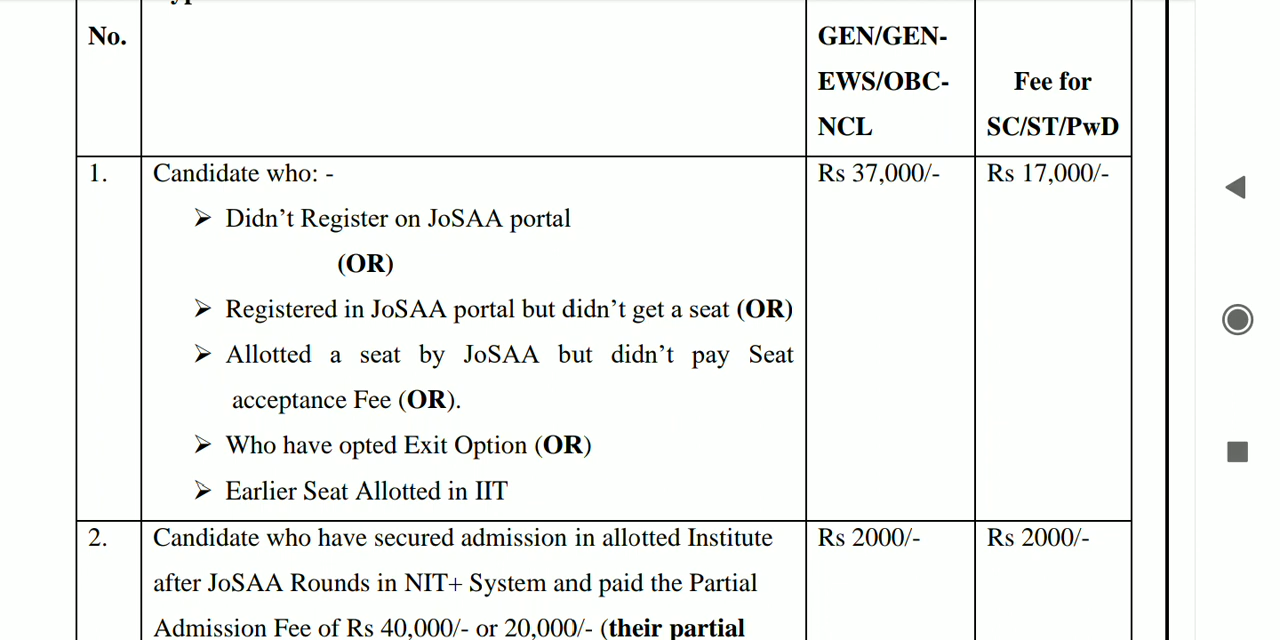 No.
GEN/GEN-
EWS/OBC-
NCL
Fee for
SC/ST/PwD
1.
Candidate who: -
Rs 37,000/-
Rs 17,000/-
➢ Didn’t Register on JoSAA portal
(OR)
➢ Registered in JoSAA portal but didn’t get a seat (OR)
➢ Allotted a seat by JoSAA but didn’t pay Seat
acceptance Fee (OR).
➢ Who have opted Exit Option (OR)
➢ Earlier Seat Allotted in IIT
2.
Candidate who have secured admission in allotted Institute
Rs 2000/-
Rs 2000/-
after JoSAA Rounds in NIT+ System and paid the Partial
Admission Fee of Rs 40,000/- or 20,000/- (their partial